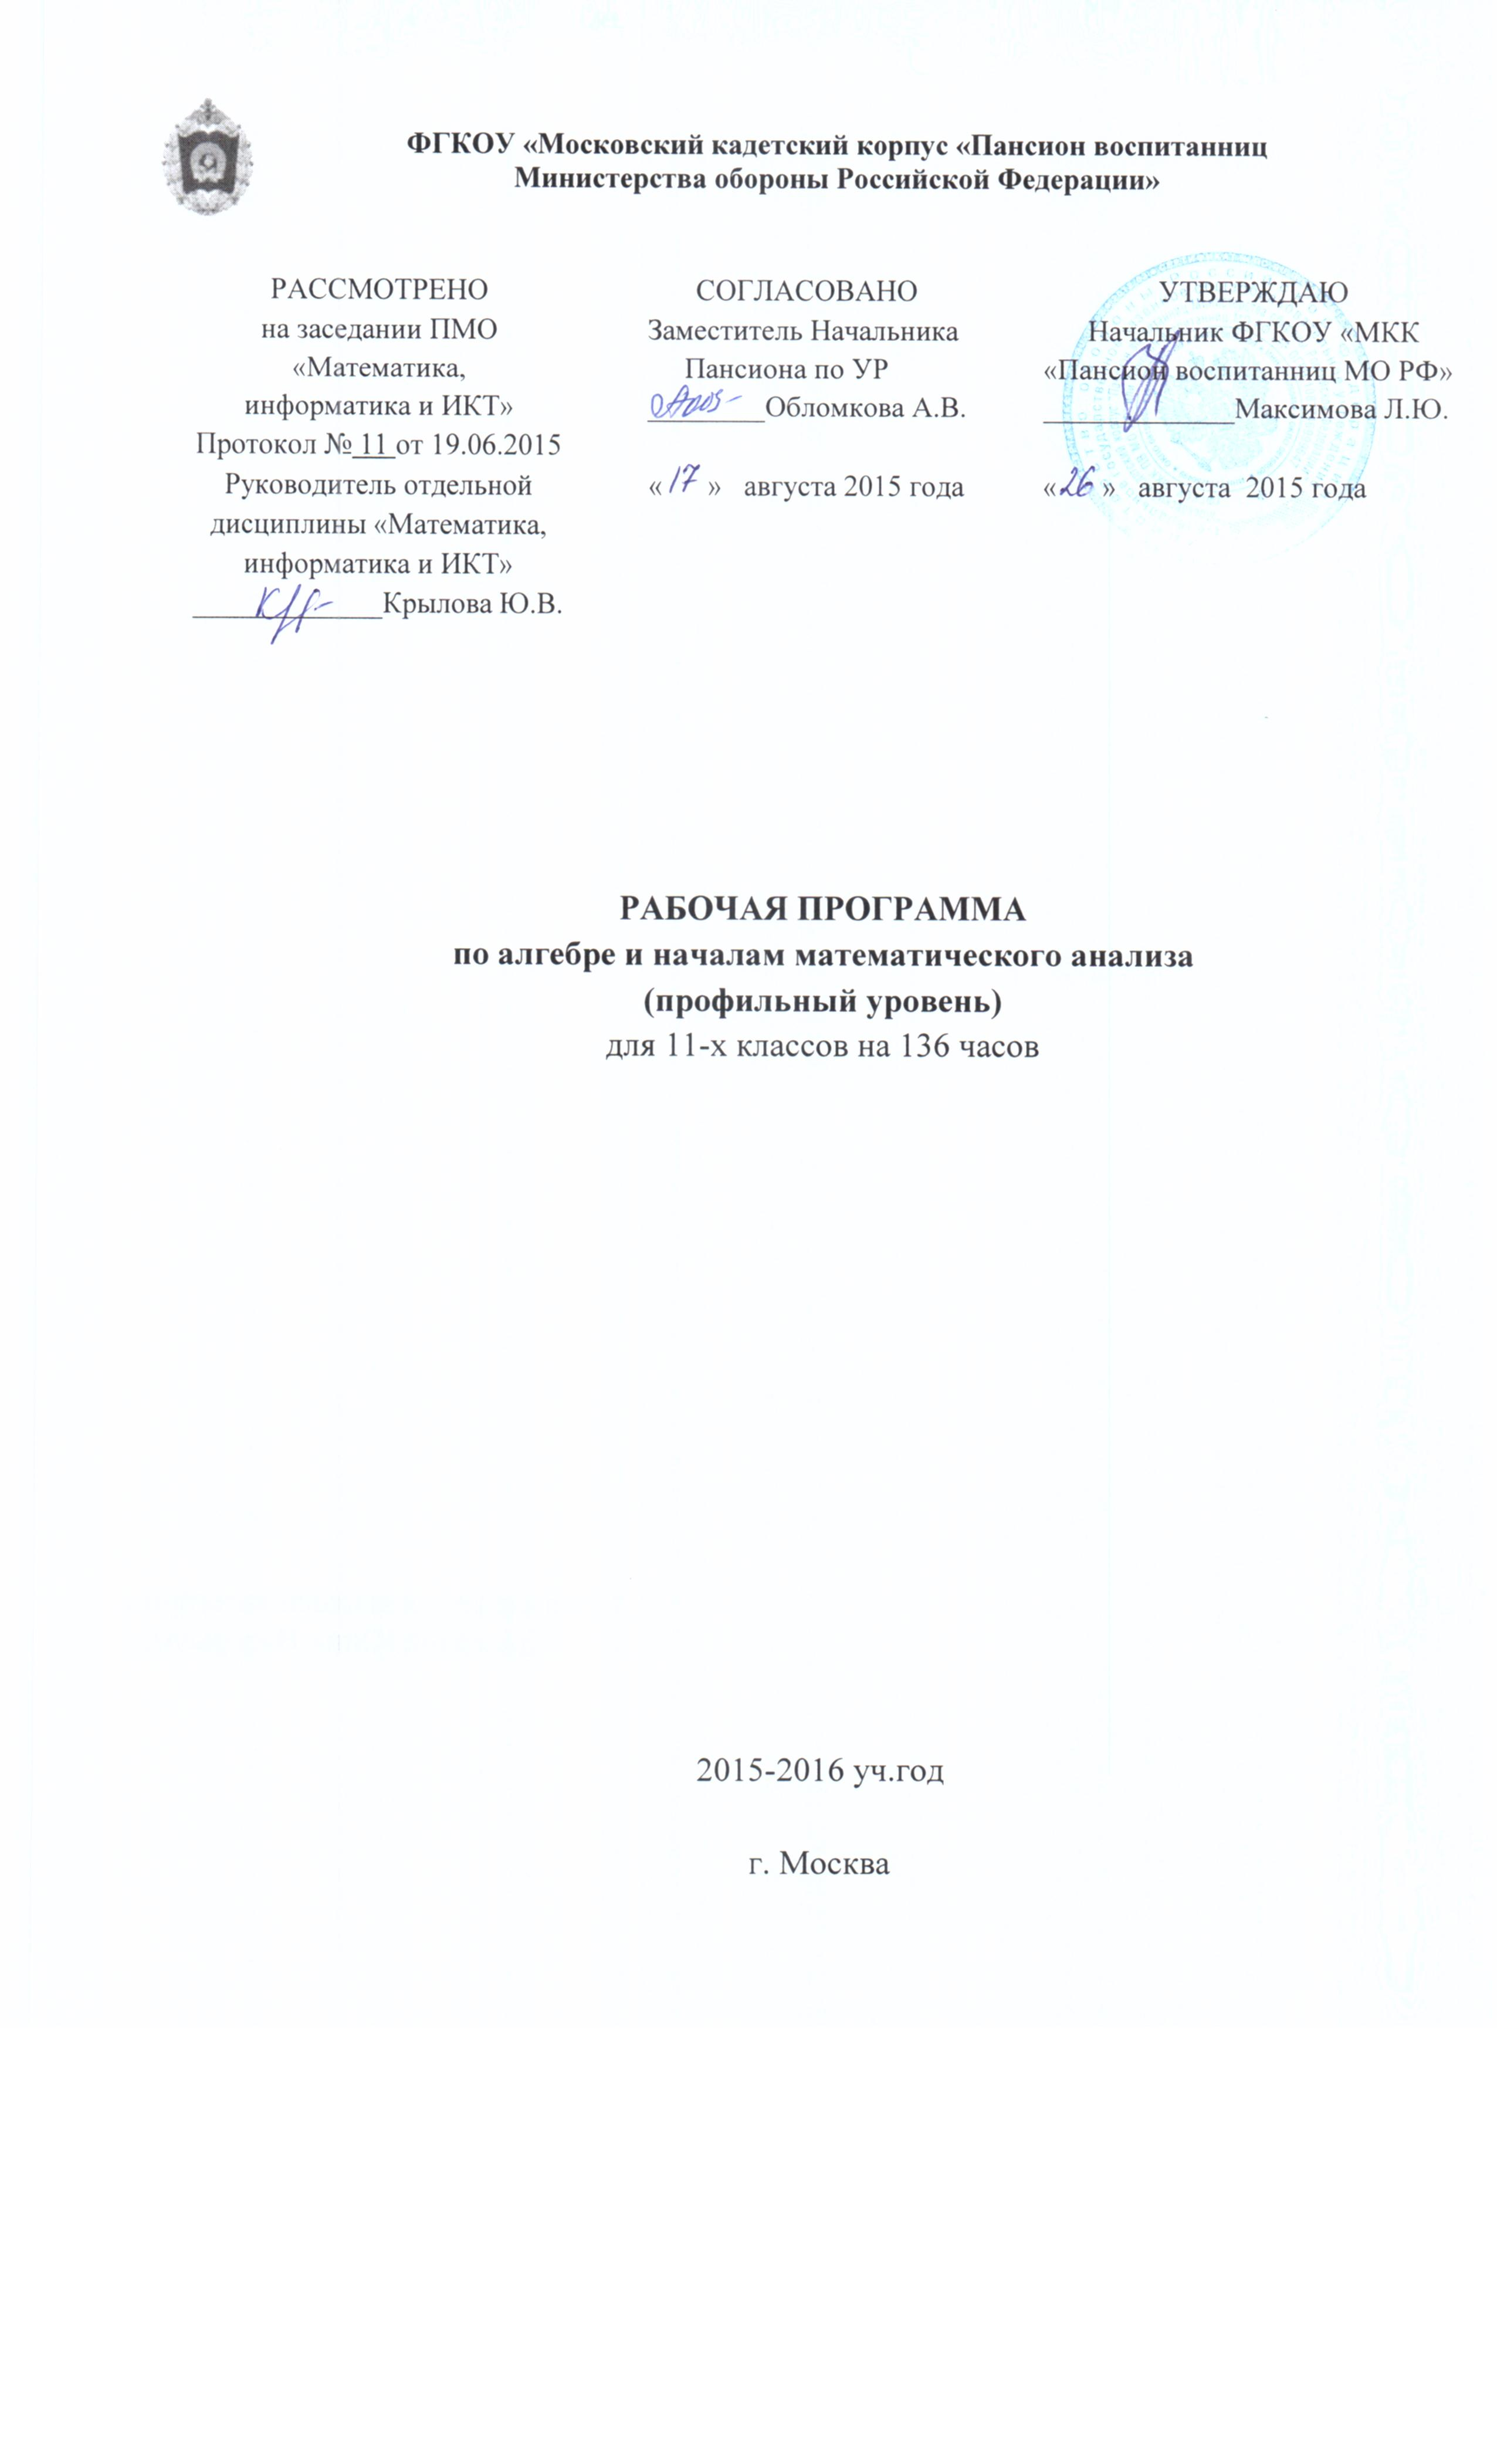 ФГКОУ «Московский кадетский корпус «Пансион воспитанниц
Министерства обороны Российской Федерации»
РАССМОТРЕНО
на заседании ПМО
«Математика,
информатика и ИКТ»
Протокол № 11 от 19.06.2015
Руководитель отдельной
дисциплины «Математика,
информатика и ИКТ»
Крылова Ю.В.
СОГЛАСОВАНО
Заместитель Начальника
Пансиона по УР
Обломкова А.В.
« 17 » августа 2015 года
УТВЕРЖДАЮ
Начальник ФГКОУ «МКК
«Пансион воспитанниц МО РФ»
Максимова Л.Ю.
« 26 » августа 2015 года
РАБОЧАЯ ПРОГРАММА
по алгебре и началам математического анализа
(профильный уровень)
для 11-х классов на 136 часов
2015-2016 уч.год
г. Москва